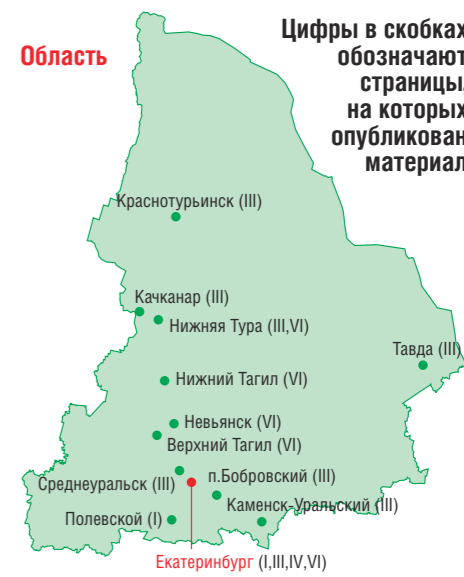 Область
Цифры в скобках
обозначают
страницы,
на которых
опубликован
материал
Краснотурьинск (III)
Качканар (III)
Нижняя Тура (III,VI)
Тавда (III)
Нижний Тагил (VI)
Невьянск (VI)
Верхний Тагил (VI)
Среднеуральск (III)
п.Бобровский (III)
Каменск-Уральский (III)
Полевской (I)
Екатеринбург (I,III,IV,VI)